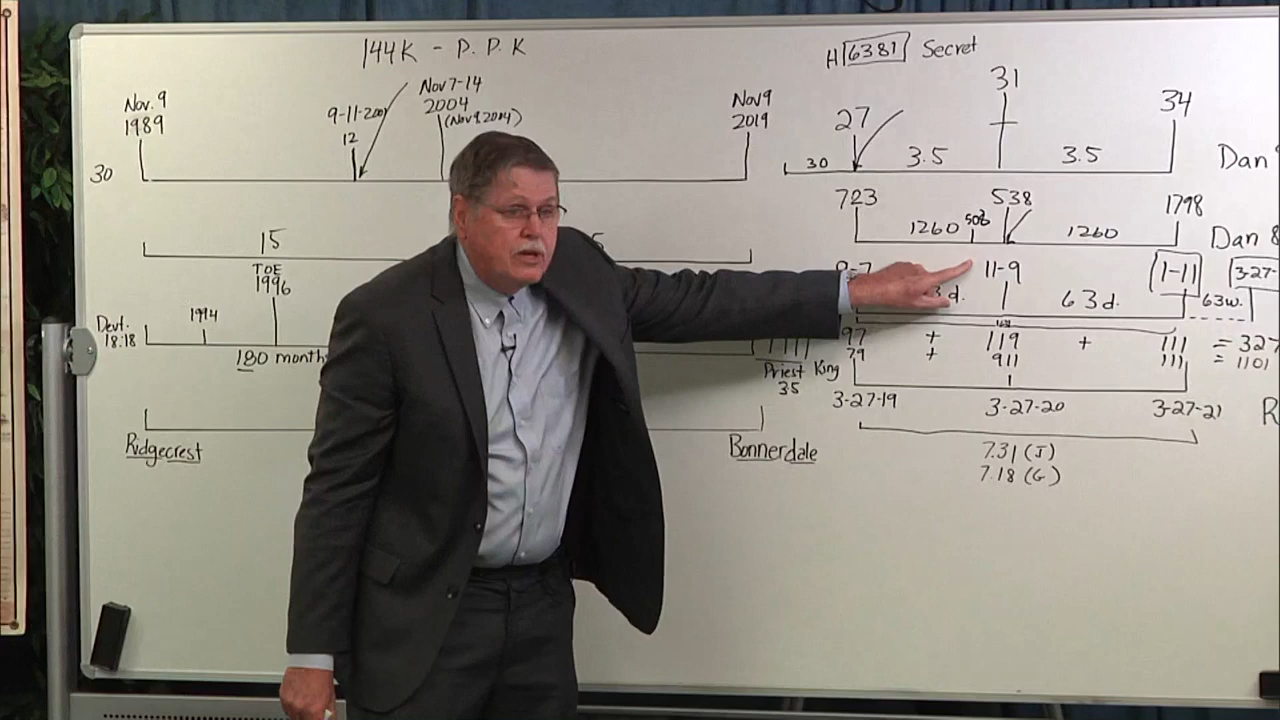 144K - P. P. K
Nov. 9
1989
9-11-2001
12
Nov 7-14
2004
(Nov 9, 2004)
Nov 9
2019
30
15
TOE
1996
1994
Deut.
18:18
180 months
Priest King
35
Ridgecrest
Bonnerdale
H 6381 Secret
27
31
34
30
3.5
3.5
Dan
723
538
1798
1260
508
1260
Dan 8
11-9
1-11
3-27-
d.
63 d.
63w.
97 + 119 + 111 = 327
79 + 911 111 = 1101
3-27-19
3-27-20
3-27-21
R
7.31 (J)
7.18 (G)